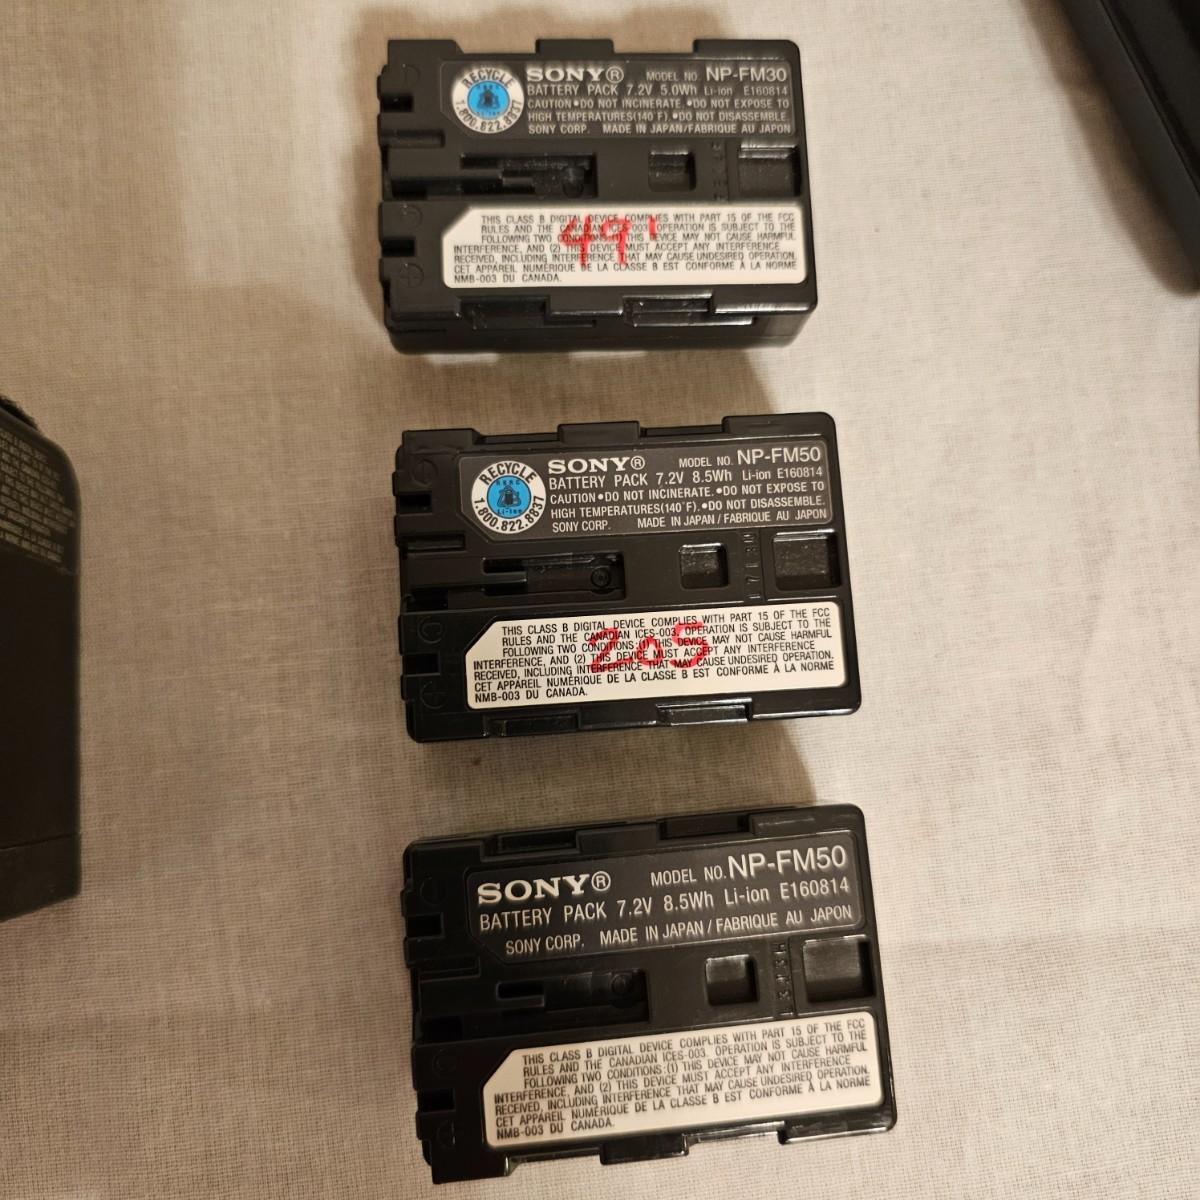 RECYCLE
RBRC
Li-ion
1.800.822.8837
SONY® MODEL NO. NP-FM30
BATTERY PACK 7.2V 5.0Wh Li-ion E160814
CAUTION•DO NOT INCINERATE.•DO NOT EXPOSE TO
HIGH TEMPERATURES(140°F).•DO NOT DISASSEMBLE.
SONY CORP. MADE IN JAPAN/FABRIQUE AU JAPON
THIS CLASS B DIGITAL DEVICE COMPLIES WITH PART 15 OF THE FCC
RULES AND THE CANADIAN ICES-003. OPERATION IS SUBJECT TO THE
FOLLOWING TWO CONDITIONS:(1) THIS DEVICE MAY NOT CAUSE HARMFUL
INTERFERENCE, AND (2) THIS DEVICE MUST ACCEPT ANY INTERFERENCE
RECEIVED, INCLUDING INTERFERENCE THAT MAY CAUSE UNDESIRED OPERATION.
CET APPAREIL NUMÉRIQUE DE LA CLASSE B EST CONFORME À LA NORME
NMB-003 DU CANADA.
49'
RECYCLE
RBRC
Li-ion
1.800.822.8837
SONY® MODEL NO. NP-FM50
BATTERY PACK 7.2V 8.5Wh Li-ion E160814
CAUTION•DO NOT INCINERATE.•DO NOT EXPOSE TO
HIGH TEMPERATURES(140°F).•DO NOT DISASSEMBLE.
SONY CORP. MADE IN JAPAN / FABRIQUE AU JAPON
THIS CLASS B DIGITAL DEVICE COMPLIES WITH PART 15 OF THE FCC
RULES AND THE CANADIAN ICES-003. OPERATION IS SUBJECT TO THE
FOLLOWING TWO CONDITIONS:(1) THIS DEVICE MAY NOT CAUSE HARMFUL
INTERFERENCE, AND (2) THIS DEVICE MUST ACCEPT ANY INTERFERENCE
RECEIVED, INCLUDING INTERFERENCE THAT MAY CAUSE UNDESIRED OPERATION.
CET APPAREIL NUMÉRIQUE DE LA CLASSE B EST CONFORME À LA NORME
NMB-003 DU CANADA.
205
SONY® MODEL NO. NP-FM50
BATTERY PACK 7.2V 8.5Wh Li-ion E160814
SONY CORP. MADE IN JAPAN / FABRIQUE AU JAPON
THIS CLASS B DIGITAL DEVICE COMPLIES WITH PART 15 OF THE FCC
RULES AND THE CANADIAN ICES-003. OPERATION IS SUBJECT TO THE
FOLLOWING TWO CONDITIONS:(1) THIS DEVICE MAY NOT CAUSE HARMFUL
INTERFERENCE, AND (2) THIS DEVICE MUST ACCEPT ANY INTERFERENCE
RECEIVED, INCLUDING INTERFERENCE THAT MAY CAUSE UNDESIRED OPERATION.
CET APPAREIL NUMÉRIQUE DE LA CLASSE B EST CONFORME À LA NORME
NMB-003 DU CANADA.